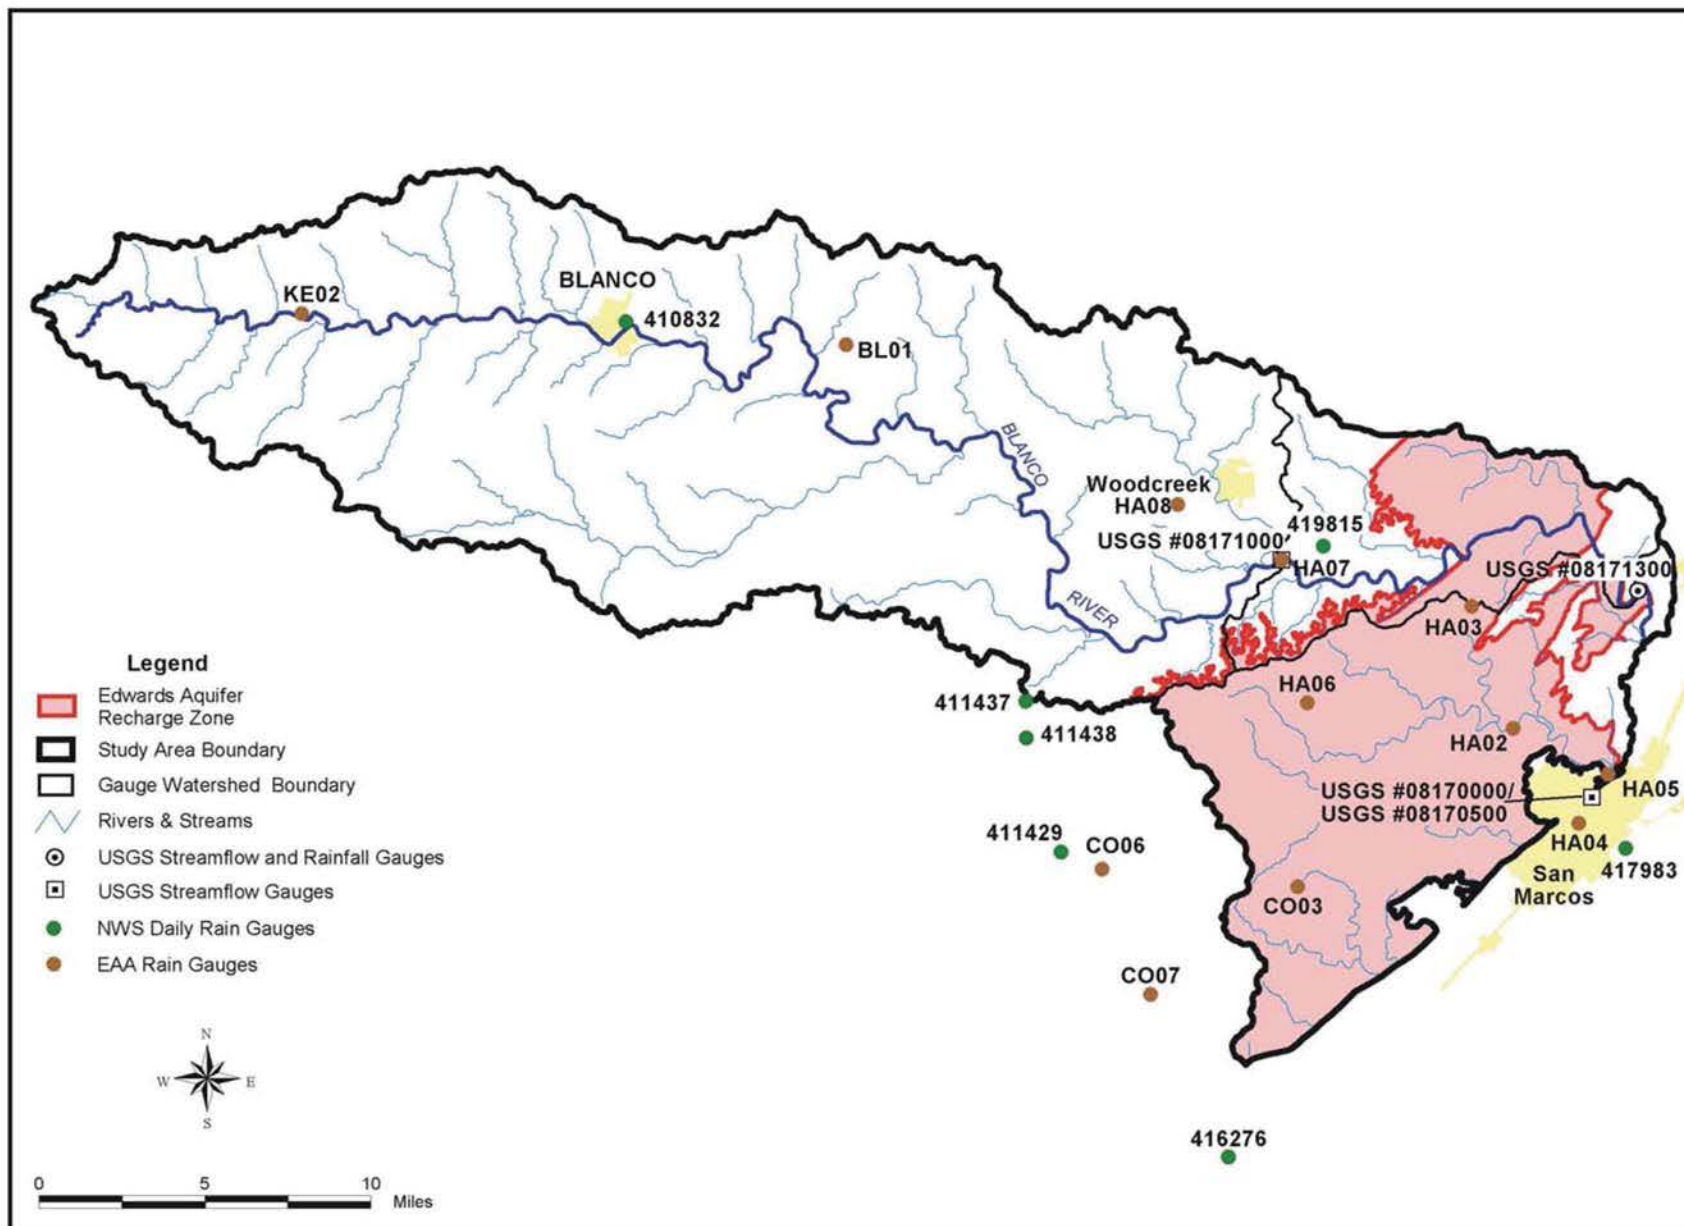 BLANCO
KE02
410832
BL01
BLANCO
Woodcreek
HA08
419815
USGS #08171000/
HA07
USGS #08171300
RIVER
HA03
Legend
Edwards Aquifer
Recharge Zone
Study Area Boundary
Gauge Watershed Boundary
Rivers & Streams
USGS Streamflow and Rainfall Gauges
USGS Streamflow Gauges
NWS Daily Rain Gauges
EAA Rain Gauges
HA06
411437
411438
HA02
USGS #08170000/
USGS #08170500
HA05
HA04
411429
CO06
417983
San
Marcos
CO03
CO07
N
W
E
S
416276
0
5
10
Miles